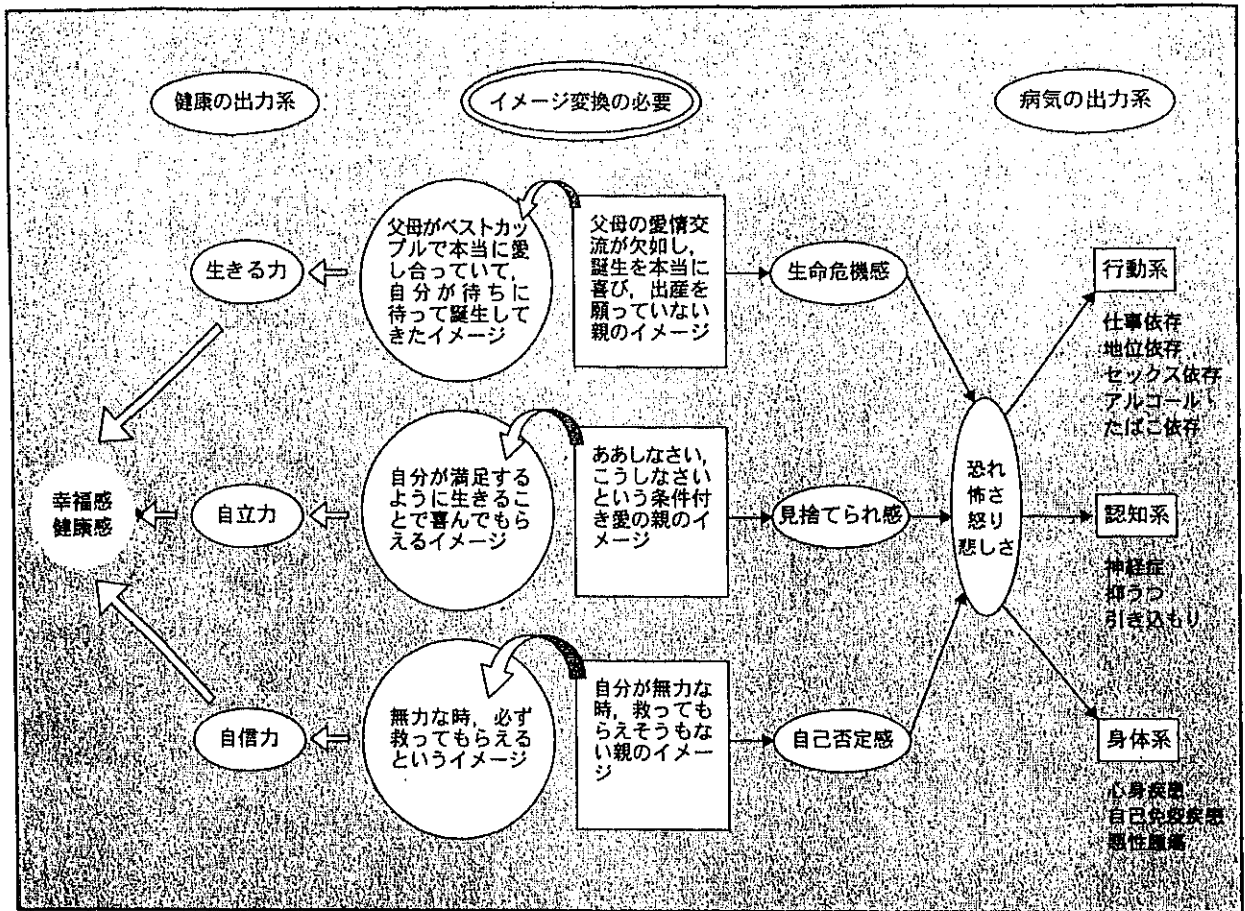 健康の出力系
イメージ変換の必要
病気の出力系
父母がベストカッ
プルで本当に愛
し合っていて,
自分が待ちに
待って誕生して
きたイメージ
父母の愛情交
流が欠如し,
誕生を本当に
喜び, 出産を
願っていない
親のイメージ
生きる力
生命危機感
行動系
仕事依存
地位依存
セックス依存
アルコール・
たばこ依存
幸福感
健康感
自立力
自分が満足する
ように生きるこ
とで喜んでもら
えるイメージ
ああしなさい,
こうしなさい
という条件付
き愛の親のイ
メージ
見捨てられ感
恐れ
怖さ
怒り
悲しさ
認知系
神経症
抑うつ
引き込もり
自信力
無力な時, 必ず
救ってもらえる
というイメージ
自分が無力な
時, 救っても
らえそうもな
い親のイメー
ジ
自己否定感
身体系
心身疾患
自己免疫疾患
悪性腫瘍